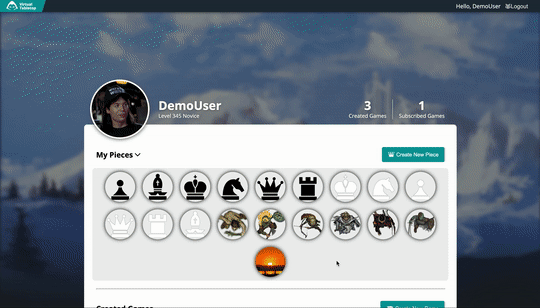 Virtual
Tabletop
Hello, DemoUser
Logout
DemoUser
Level 345 Novice
3
Created Games
1
Subscribed Games
My Pieces
Create New Piece
Created Games